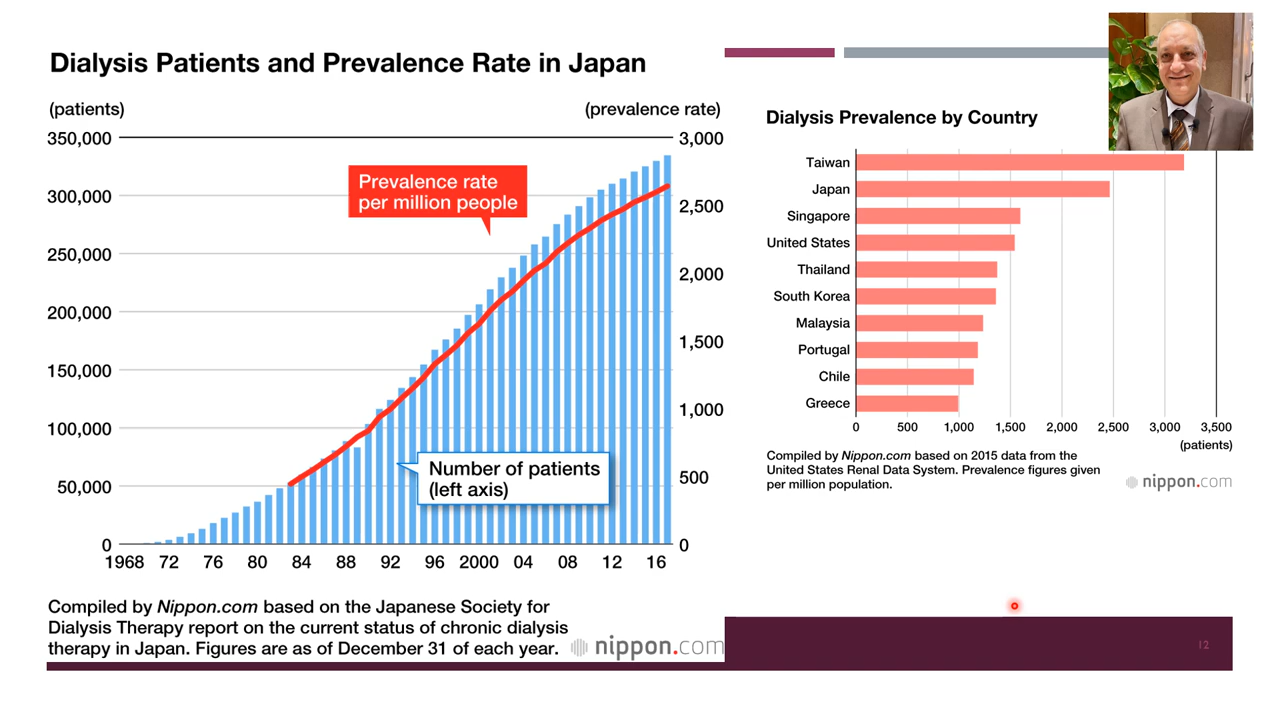 Dialysis Patients and Prevalence Rate in Japan
(patients)
(prevalence rate)
350,000
300,000
250,000
200,000
150,000
100,000
50,000
0
3,000
2,500
2,000
1,500
1,000
500
0
Prevalence rate
per million people
Number of patients
(left axis)
1968 72 76 80 84 88 92 96 2000 04 08 12 16
Compiled by Nippon.com based on the Japanese Society for
Dialysis Therapy report on the current status of chronic dialysis
therapy in Japan. Figures are as of December 31 of each year.
nippon.com
Dialysis Prevalence by Country
Taiwan
Japan
Singapore
United States
Thailand
South Korea
Malaysia
Portugal
Chile
Greece
0 500 1,000 1,500 2,000 2,500 3,000 3,500
(patients)
Compiled by Nippon.com based on 2015 data from the
United States Renal Data System. Prevalence figures given
per million population.
nippon.com
12